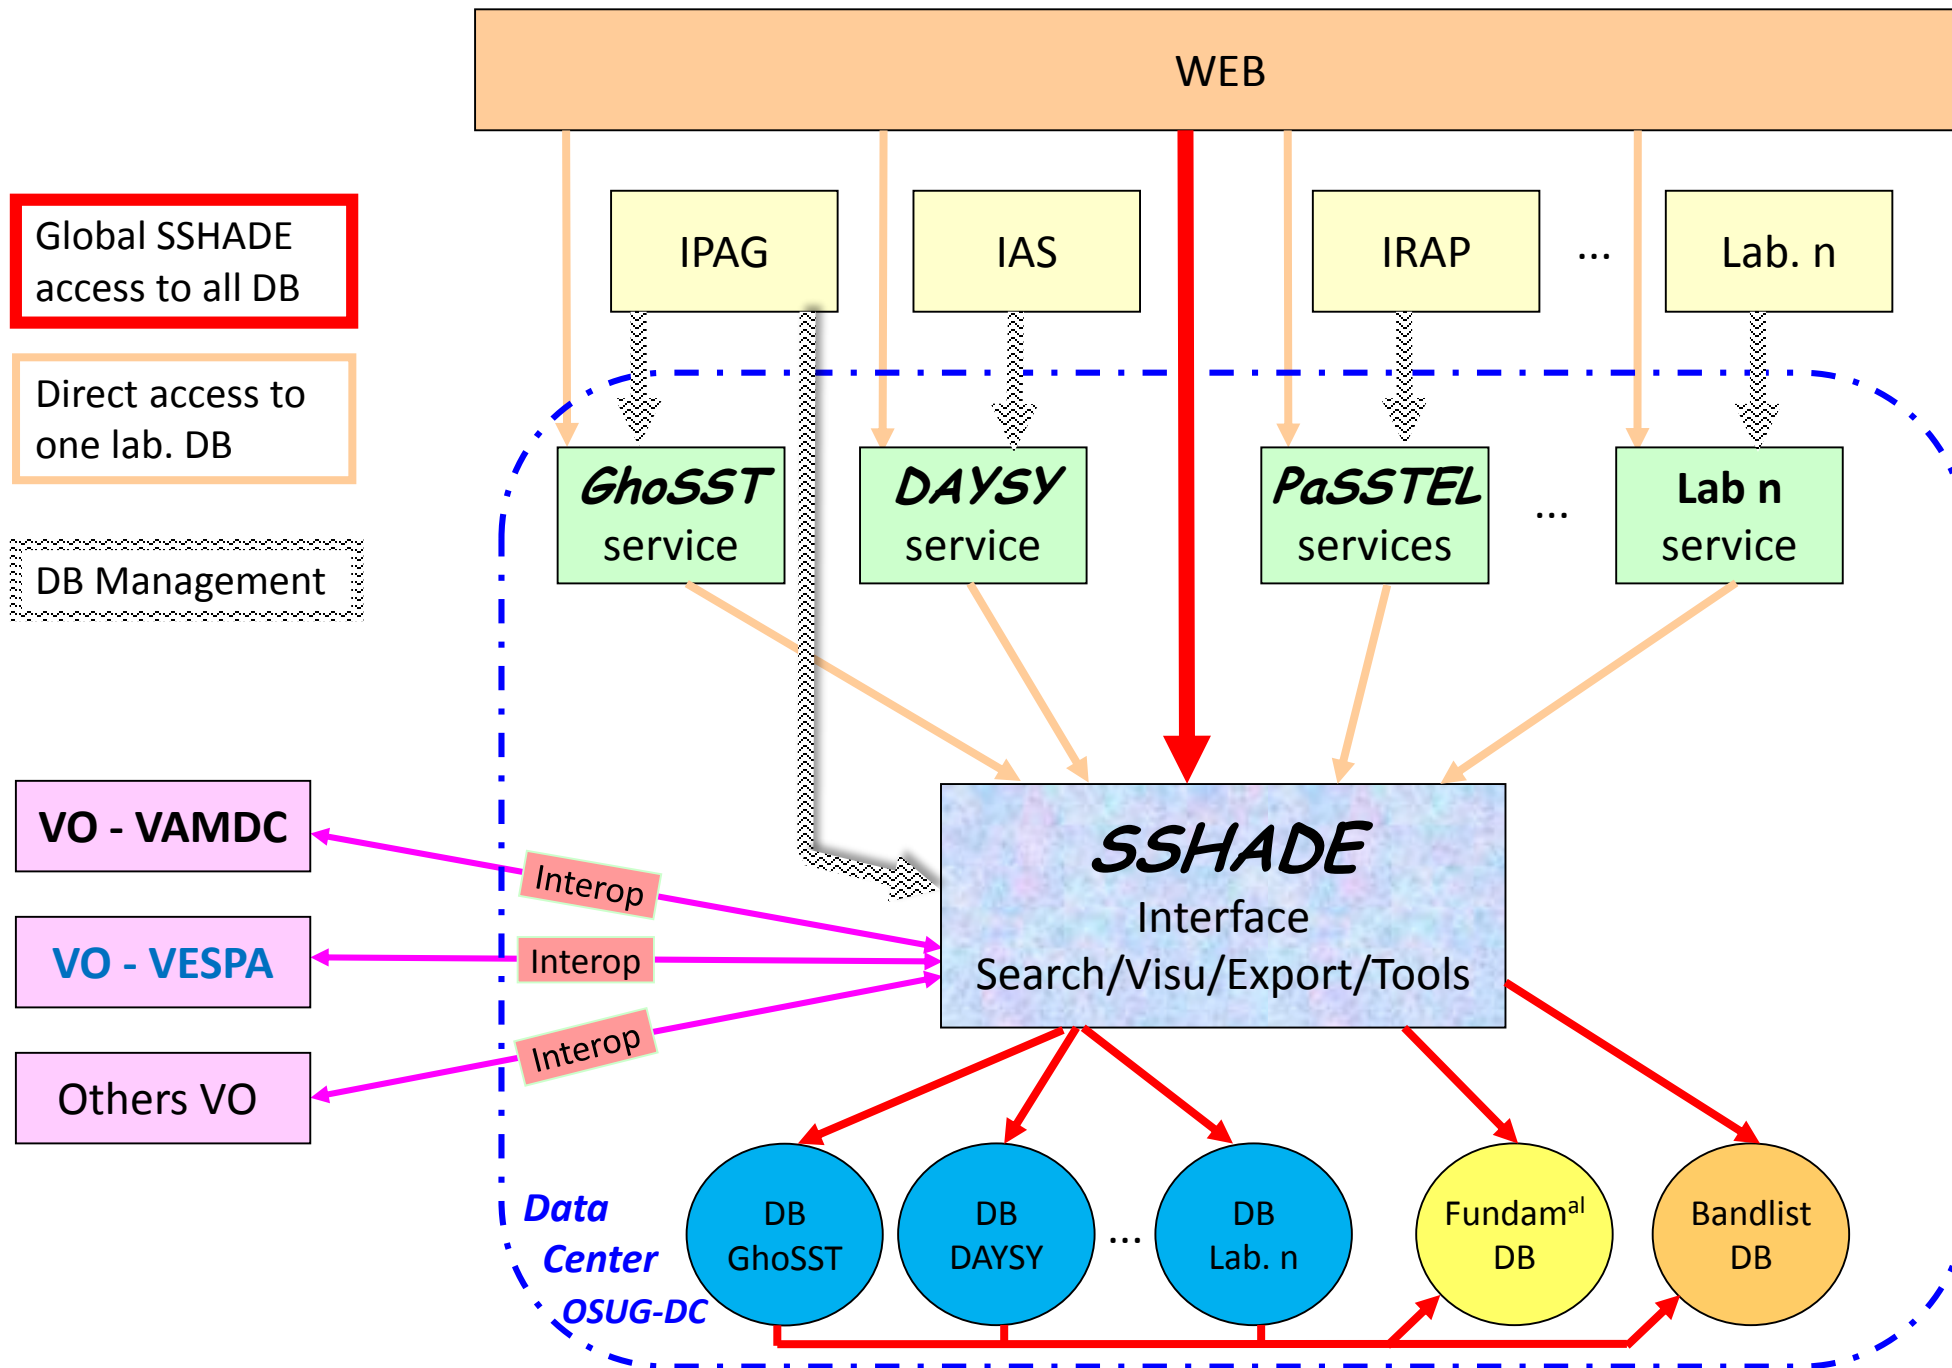 WEB
Global SSHADE
access to all DB
IPAG
IAS
IRAP
...
Lab. n
Direct access to
one lab. DB
GhoSST
service
DAYSY
service
PaSSTEL
services
...
Lab n
service
DB Management
VO - VAMDC
Interop
SSHADE
Interface
Search/Visu/Export/Tools
VO - VESPA
Interop
Others VO
Interop
Data
Center
OSUG-DC
DB
GhoSST
DB
DAYSY
...
DB
Lab. n
Fundamal
DB
Bandlist
DB